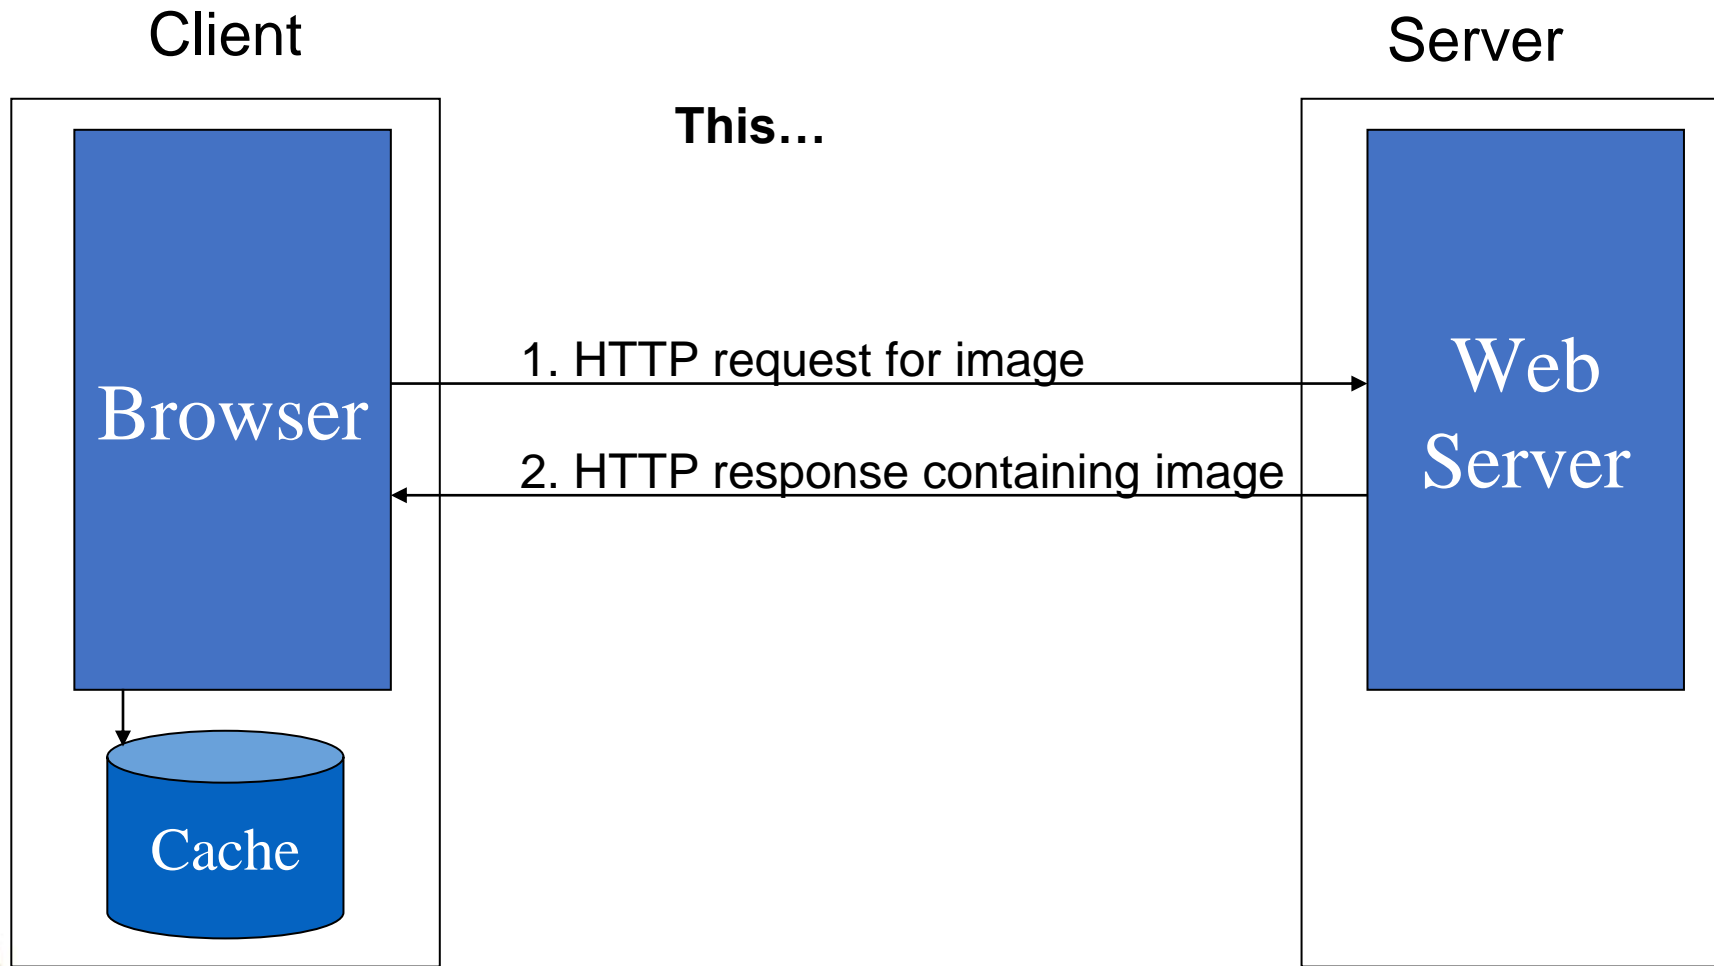 Client
Server
This…
1. HTTP request for image
Web
Server
Browser
2. HTTP response containing image
Cache